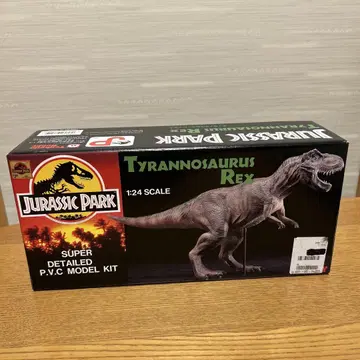 JURASSIC PARK
TYRANNOSAURUS
REX
TYRANNOSAURUS
REX
1:24 SCALE
JURASSIC PARK
SUPER
DETAILED
P.V.C MODEL KIT